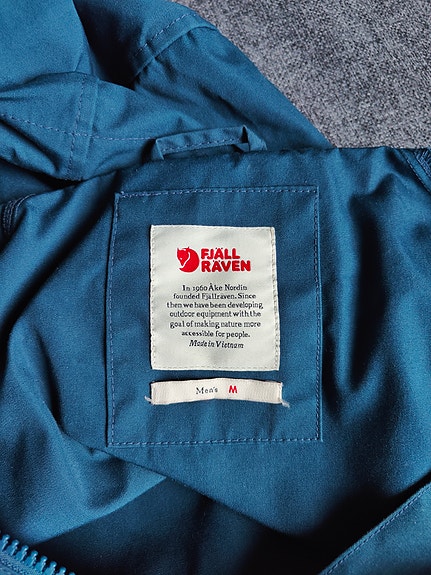 FJÄLL
RÄVEN
In 1960 Åke Nordin
founded Fjällräven. Since
then we have been developing
outdoor equipment with the
goal of making nature more
accessible for people.
Made in Vietnam
Men's M